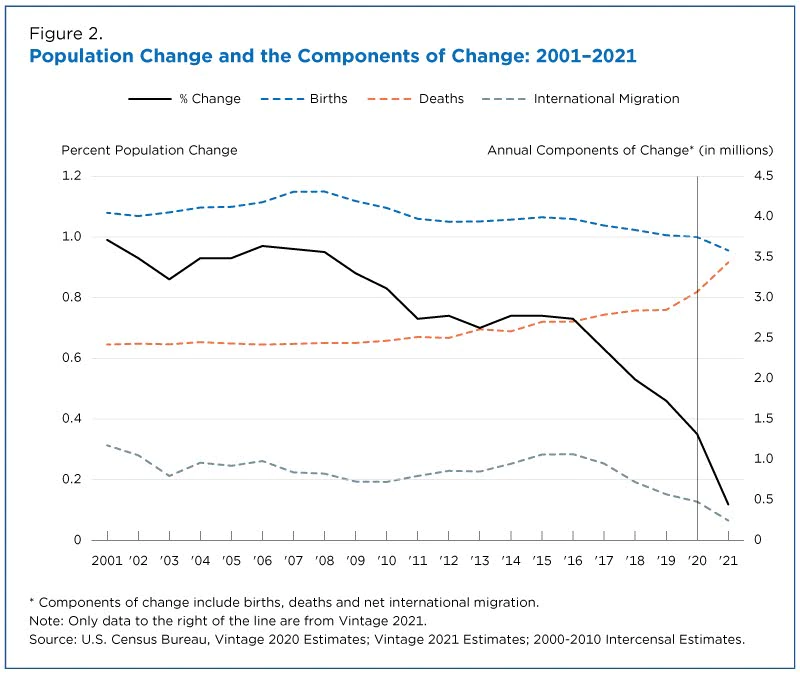 Figure 2.
Population Change and the Components of Change: 2001–2021
% Change Births Deaths International Migration
Percent Population Change Annual Components of Change* (in millions)
1.2 4.5
4.0
1.0
3.5
0.8 3.0
2.5
0.6
2.0
0.4 1.5
1.0
0.2
0.5
0 0
2001 '02 '03 '04 '05 '06 '07 '08 '09 '10 '11 '12 '13 '14 '15 '16 '17 '18 '19 '20 '21
* Components of change include births, deaths and net international migration.
Note: Only data to the right of the line are from Vintage 2021.
Source: U.S. Census Bureau, Vintage 2020 Estimates; Vintage 2021 Estimates; 2000-2010 Intercensal Estimates.